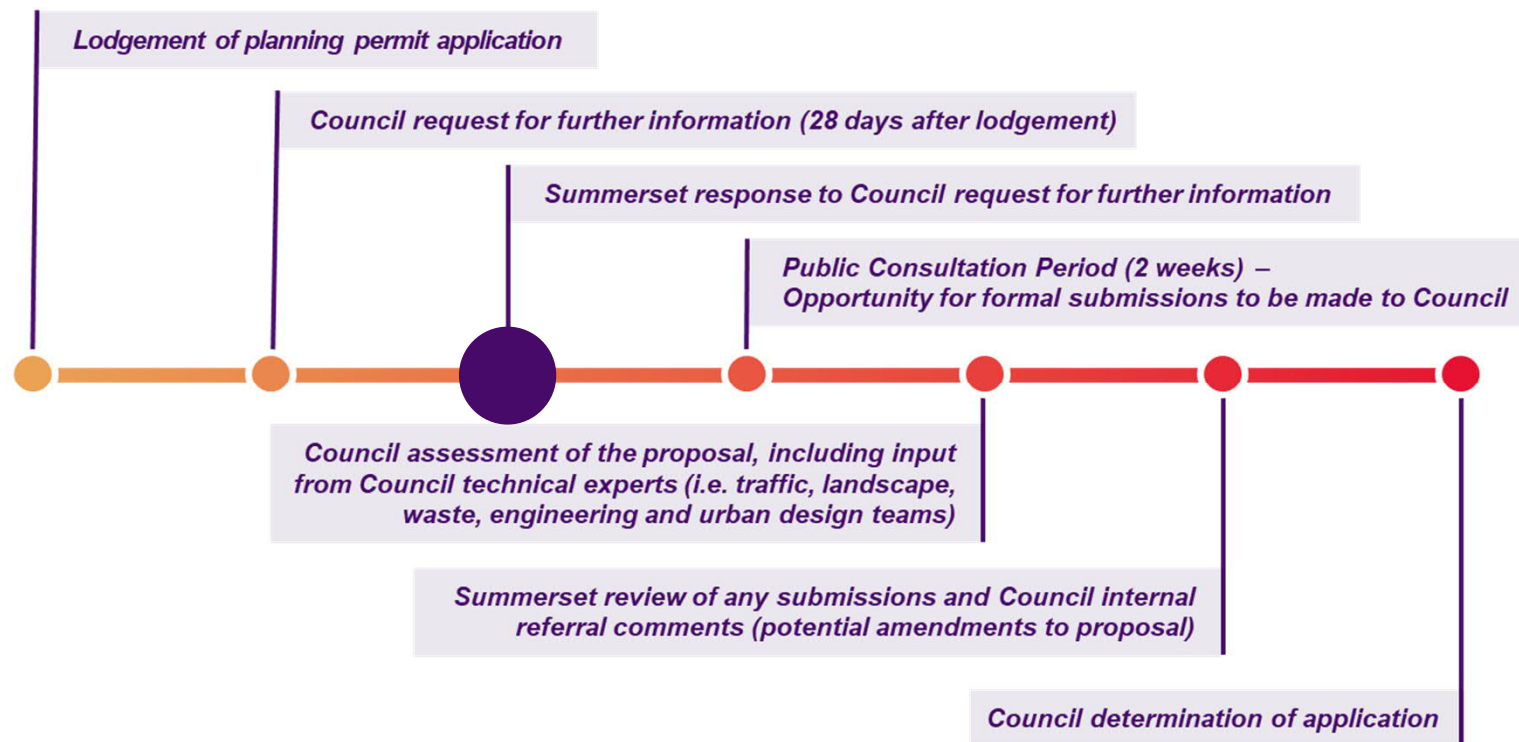 Lodgement of planning permit application
Council request for further information (28 days after lodgement)
Summerset response to Council request for further information
Public Consultation Period (2 weeks) –
Opportunity for formal submissions to be made to Council
Council assessment of the proposal, including input
from Council technical experts (i.e. traffic, landscape,
waste, engineering and urban design teams)
Summerset review of any submissions and Council internal
referral comments (potential amendments to proposal)
Council determination of application